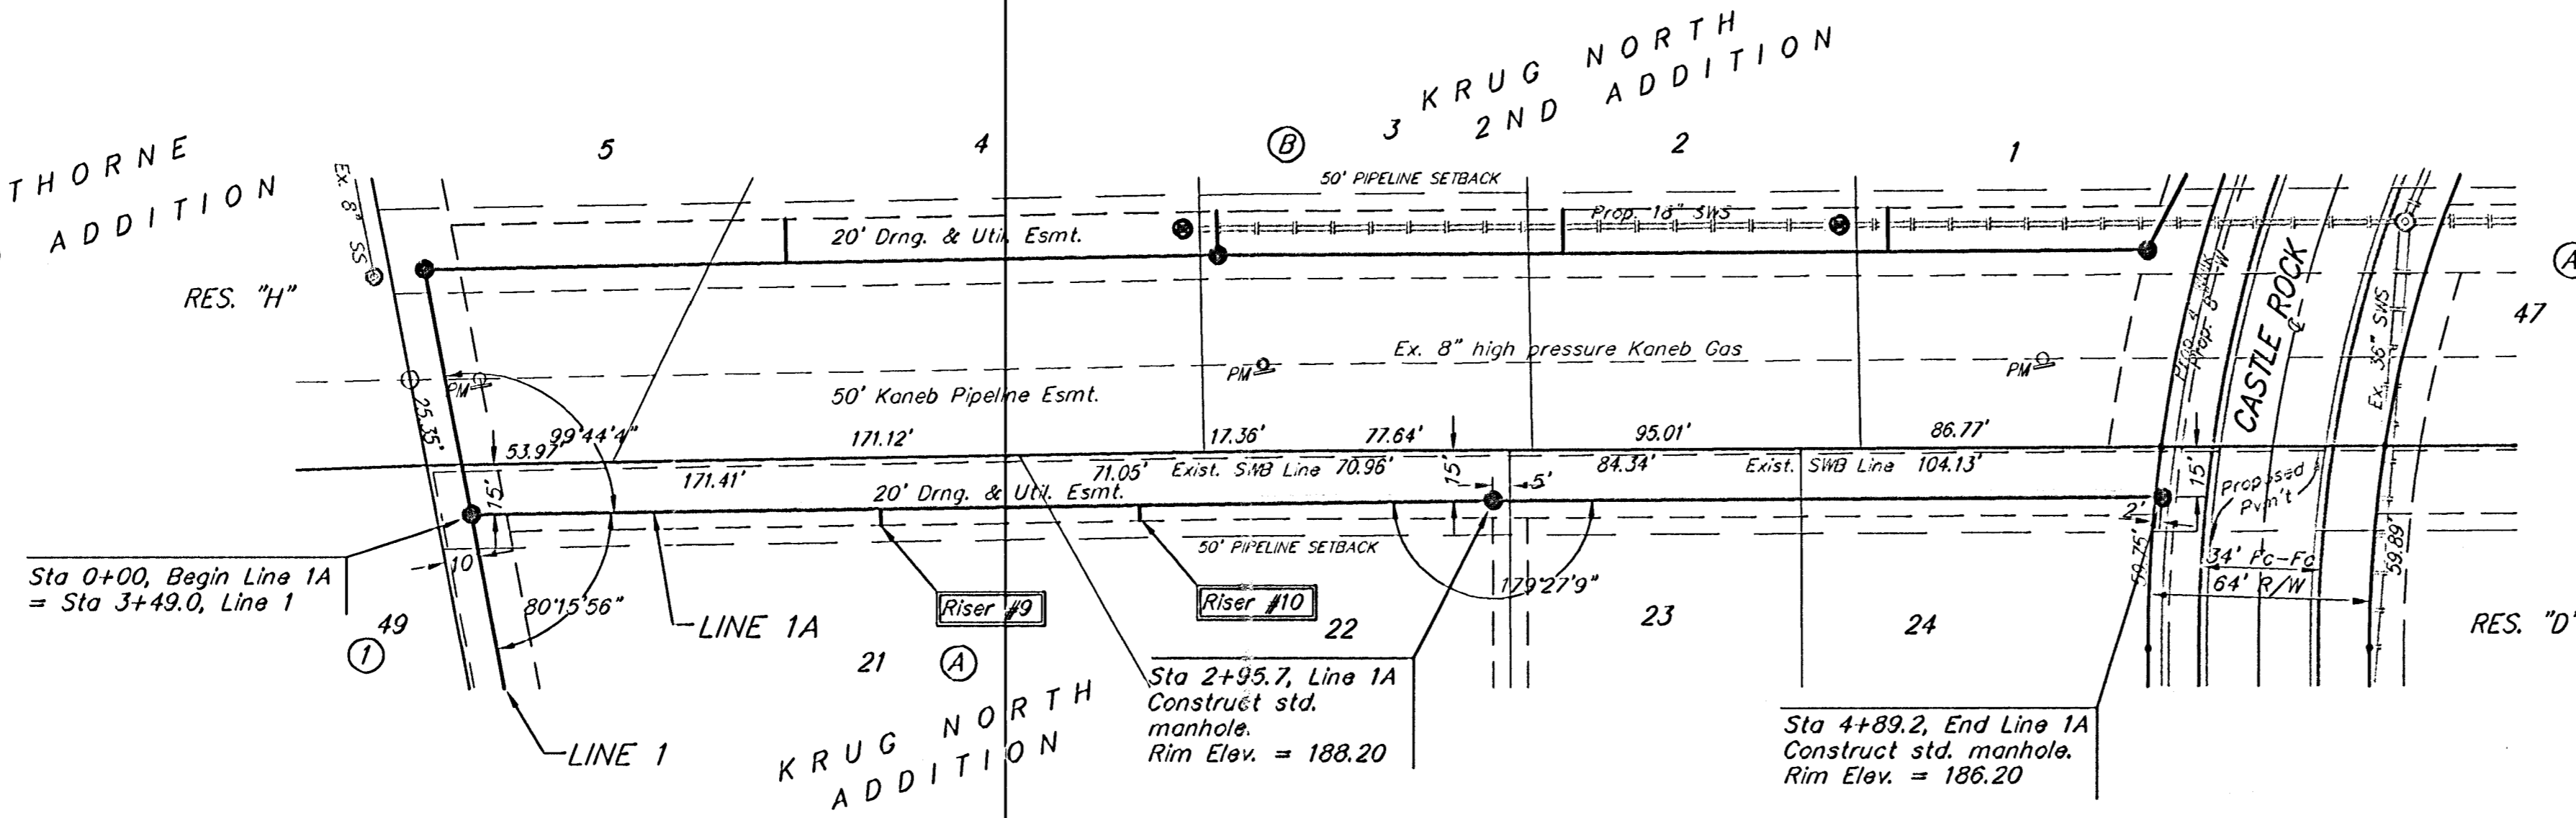 THORNE
ADDITION
KRUG NORTH
2ND ADDITION
5
4
B
3
2
1
50' PIPELINE SETBACK
Ex. 8" SS
20' Drng. & Util. Esmt.
RES. "H"
CASTLE ROCK
℄
Ex. 36" SWS
A
47
PM
PM
PM
Ex. 8" high pressure Kaneb Gas
50' Kaneb Pipeline Esmt.
25.35'
99°44'4"
53.97'
171.12'
17.36'
77.64'
95.01'
86.77'
171.41'
71.05'
Exist. SWB Line
70.96'
84.34'
Exist. SWB Line
104.13'
15'
15'
15'
5'
20' Drng. & Util. Esmt.
Proposed
Pvm't
2'
10
50' PIPELINE SETBACK
59.75'
59.89'
34' Fc-Fc
64' R/W
Sta 0+00, Begin Line 1A
= Sta 3+49.0, Line 1
80°15'56"
179°27'9"
Riser #9
Riser #10
LINE 1A
49
1
21
A
22
23
24
RES. "D"
Sta 2+95.7, Line 1A
Construct std.
manhole.
Rim Elev. = 188.20
Sta 4+89.2, End Line 1A
Construct std. manhole.
Rim Elev. = 186.20
LINE 1
KRUG NORTH
ADDITION